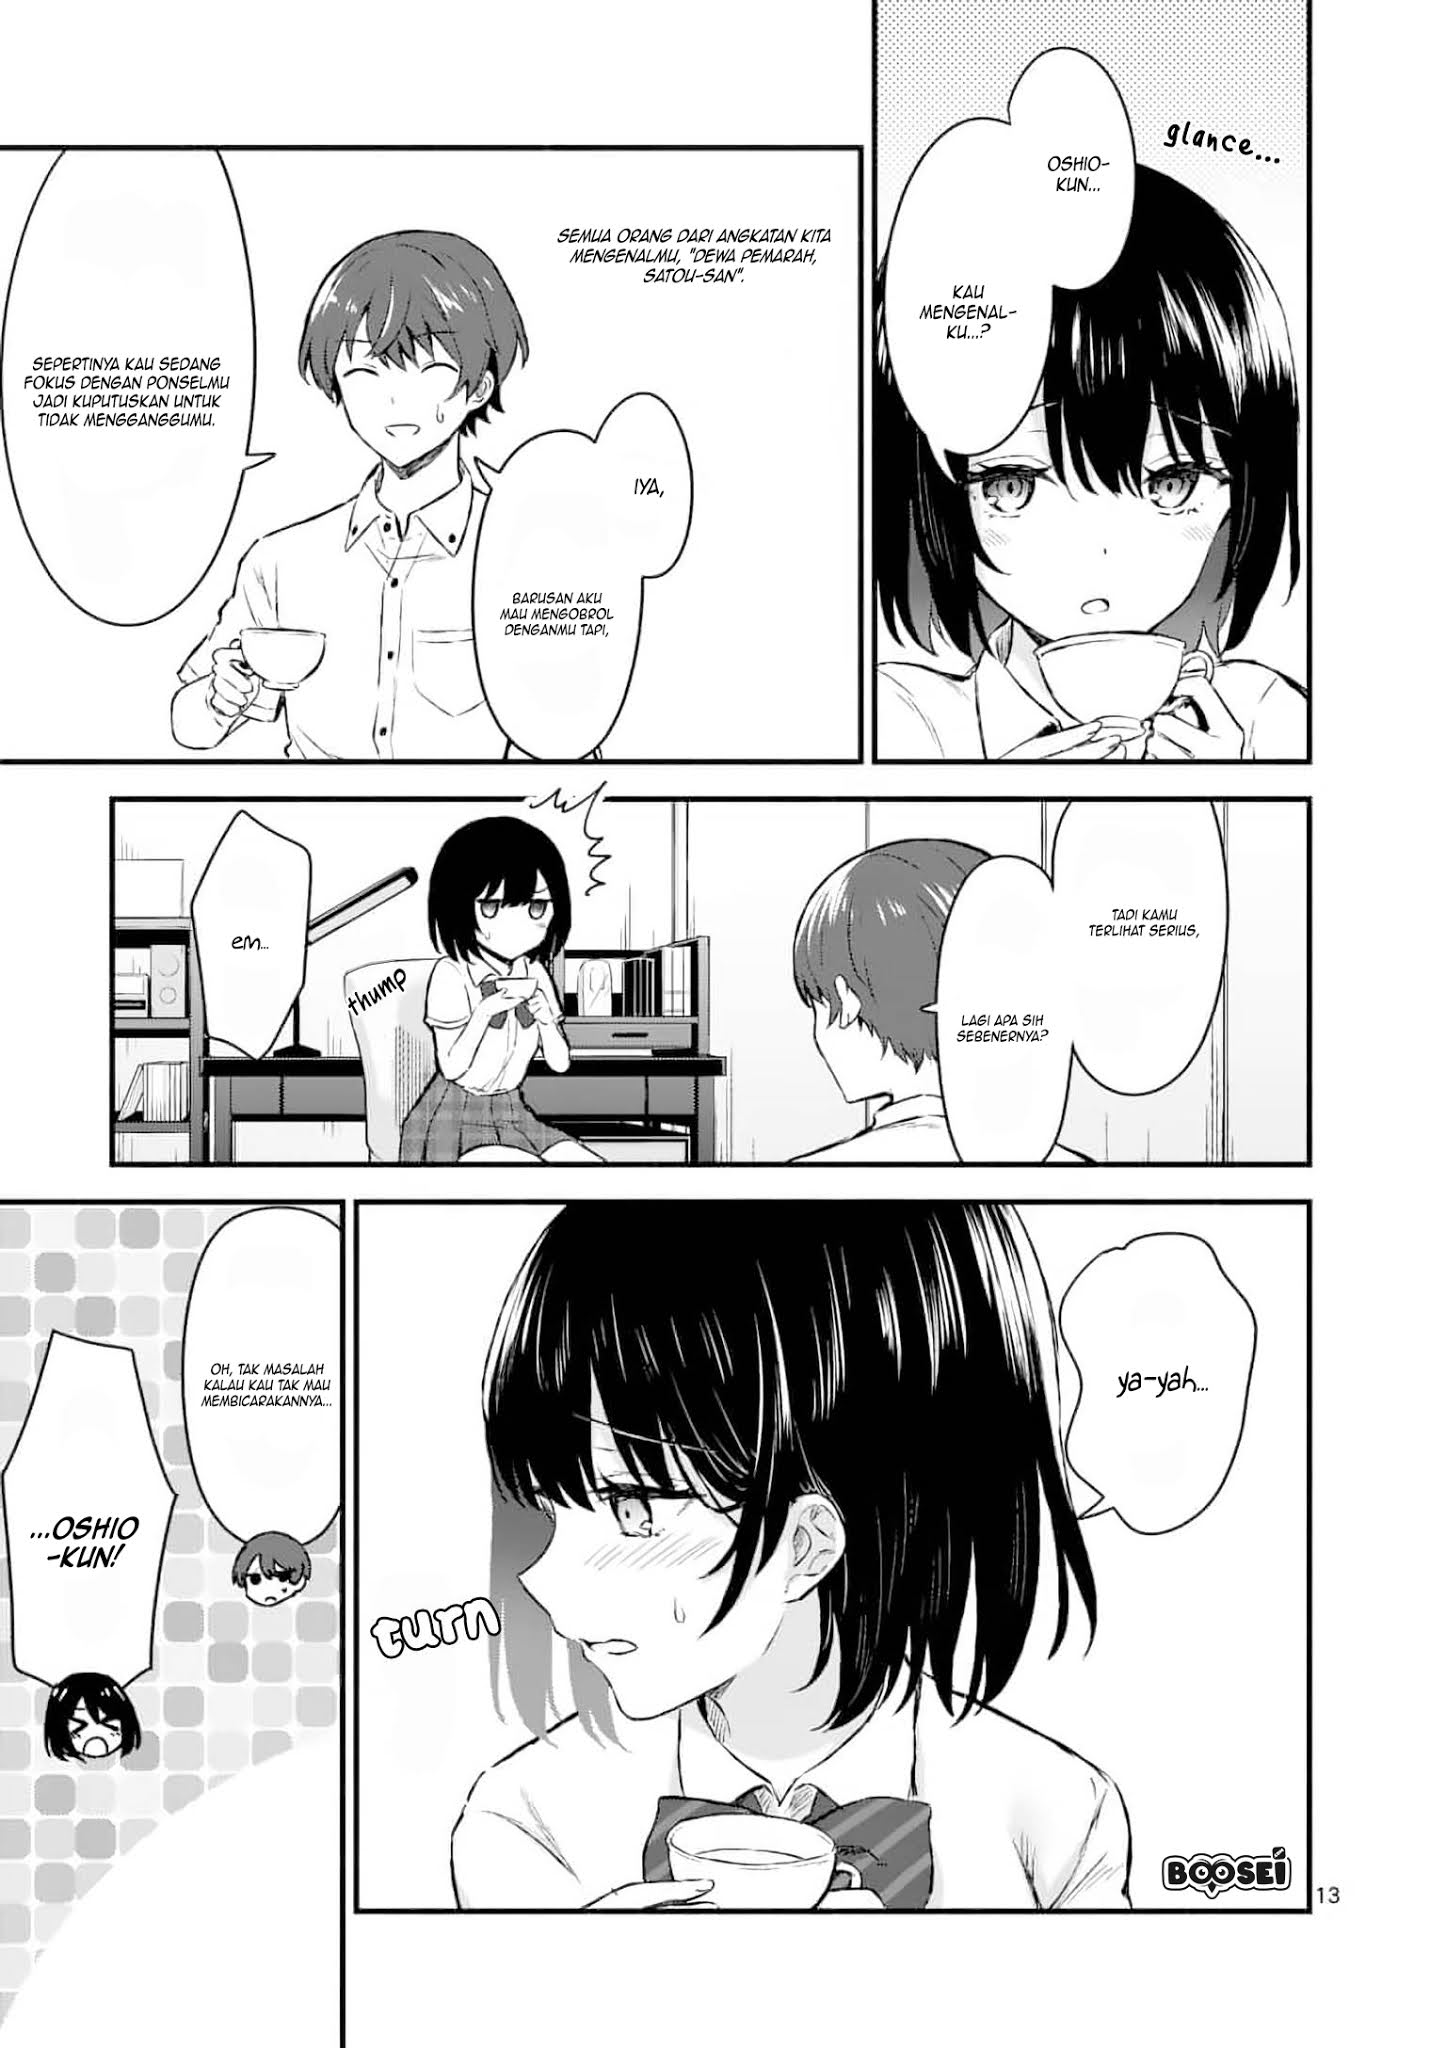 glance...
OSHIO-
KUN...
KAU
MENGENAL-
KU...?
SEMUA ORANG DARI ANGKATAN KITA
MENGENALMU, "DEWA PEMARAH,
SATOU-SAN".
IYA,
BARUSAN AKU
MAU MENGOBROL
DENGANMU TAPI,
SEPERTINYA KAU SEDANG
FOKUS DENGAN PONSELMU
JADI KUPUTUSKAN UNTUK
TIDAK MENGGANGGUMU.
TADI KAMU
TERLIHAT SERIUS,
LAGI APA SIH
SEBENERNYA?
thump
em...
ya-yah...
turn
OH, TAK MASALAH
KALAU KAU TAK MAU
MEMBICARAKANNYA...
...OSHIO
-KUN!
BOOSEI
13